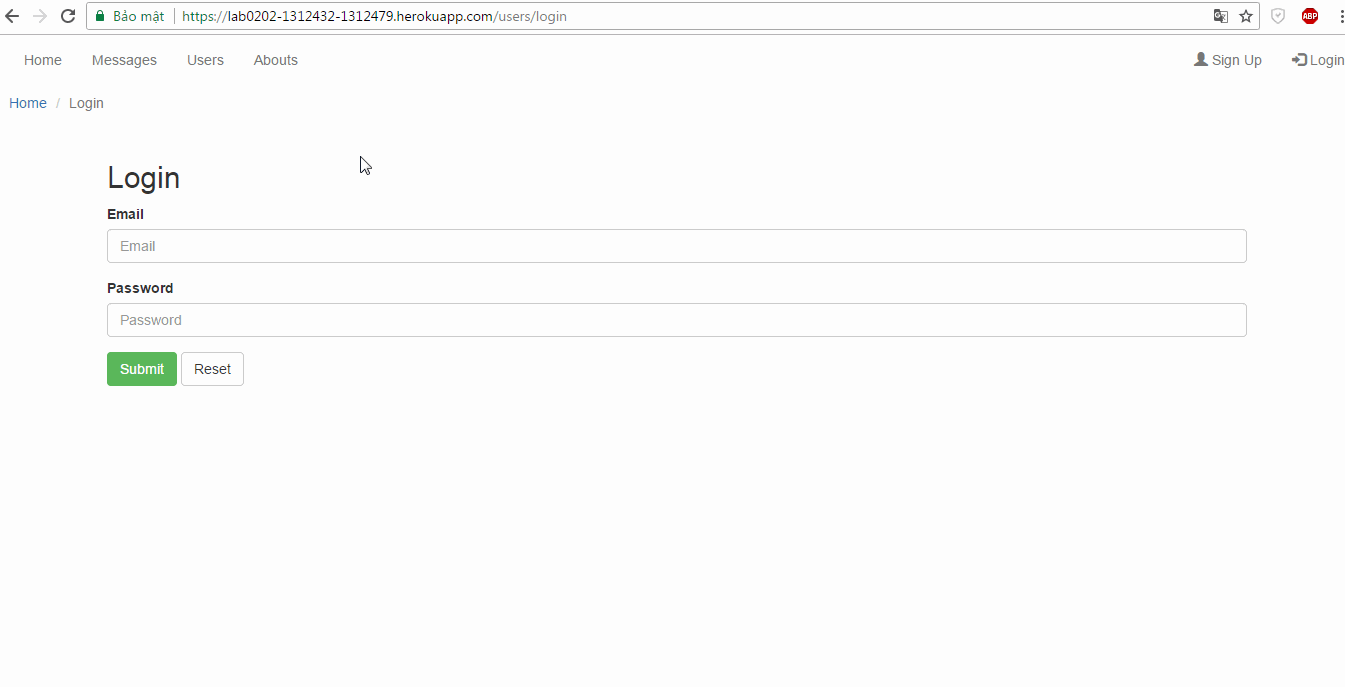 Bảo mật https://lab0202-1312432-1312479.herokuapp.com/users/login ABP
Home Messages Users Abouts Sign Up Login
Home / Login
Login
Email
Email
Password
Password
Submit Reset